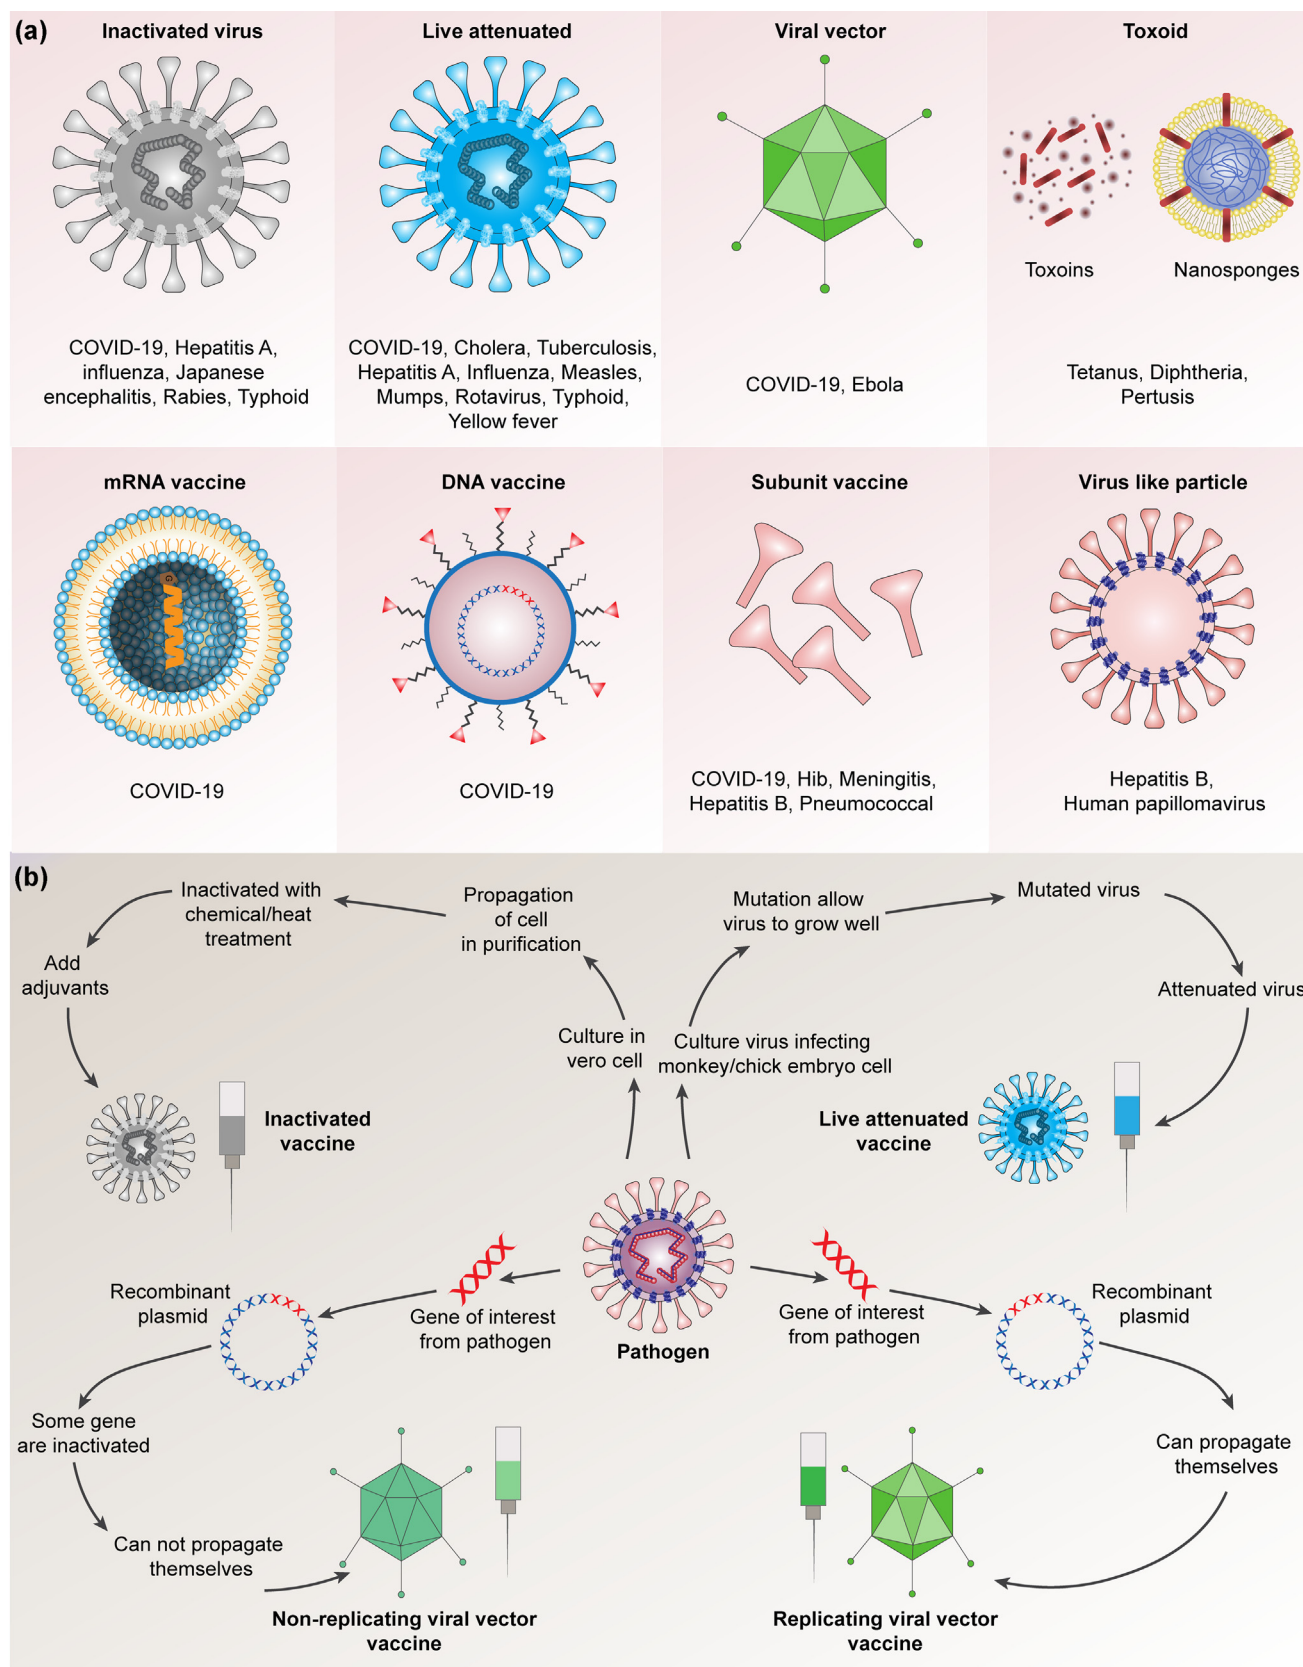 (a)
Inactivated virus
COVID-19, Hepatitis A,
influenza, Japanese
encephalitis, Rabies, Typhoid
Live attenuated
COVID-19, Cholera, Tuberculosis,
Hepatitis A, Influenza, Measles,
Mumps, Rotavirus, Typhoid,
Yellow fever
Viral vector
COVID-19, Ebola
Toxoid
Toxoins
Nanosponges
Tetanus, Diphtheria,
Pertusis
mRNA vaccine
G
COVID-19
DNA vaccine
COVID-19
Subunit vaccine
COVID-19, Hib, Meningitis,
Hepatitis B, Pneumococcal
Virus like particle
Hepatitis B,
Human papillomavirus
(b)
Inactivated with
chemical/heat
treatment
Propagation
of cell
in purification
Mutation allow
virus to grow well
Mutated virus
Add
adjuvants
Attenuated virus
Culture in
vero cell
Culture virus infecting
monkey/chick embryo cell
Inactivated
vaccine
Live attenuated
vaccine
Recombinant
plasmid
Gene of interest
from pathogen
Pathogen
Gene of interest
from pathogen
Recombinant
plasmid
Some gene
are inactivated
Can propagate
themselves
Can not propagate
themselves
Non-replicating viral vector
vaccine
Replicating viral vector
vaccine